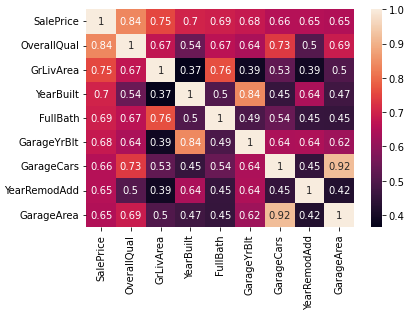 SalePrice 1 0.84 0.75 0.7 0.69 0.68 0.66 0.65 0.65
OverallQual 0.84 1 0.67 0.54 0.67 0.64 0.73 0.5 0.69
GrLivArea 0.75 0.67 1 0.37 0.76 0.39 0.53 0.39 0.5
YearBuilt 0.7 0.54 0.37 1 0.5 0.84 0.45 0.64 0.47
FullBath 0.69 0.67 0.76 0.5 1 0.49 0.54 0.45 0.45
GarageYrBlt 0.68 0.64 0.39 0.84 0.49 1 0.64 0.64 0.62
GarageCars 0.66 0.73 0.53 0.45 0.54 0.64 1 0.45 0.92
YearRemodAdd 0.65 0.5 0.39 0.64 0.45 0.64 0.45 1 0.42
GarageArea 0.65 0.69 0.5 0.47 0.45 0.62 0.92 0.42 1
SalePrice
OverallQual
GrLivArea
YearBuilt
FullBath
GarageYrBlt
GarageCars
YearRemodAdd
GarageArea
1.0
0.9
0.8
0.7
0.6
0.5
0.4